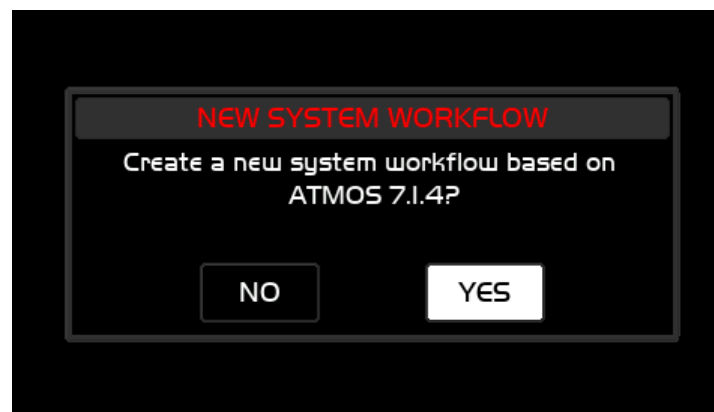 NEW SYSTEM WORKFLOW
Create a new system workflow based on
ATMOS 7.1.4?
NO
YES